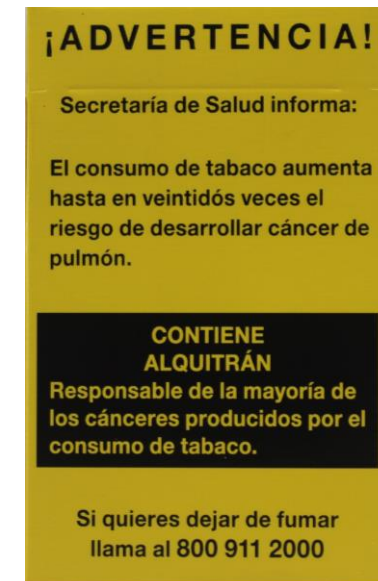 ¡ADVERTENCIA!
Secretaría de Salud informa:
El consumo de tabaco aumenta
hasta en veintidós veces el
riesgo de desarrollar cáncer de
pulmón.
CONTIENE
ALQUITRÁN
Responsable de la mayoría de
los cánceres producidos por el
consumo de tabaco.
Si quieres dejar de fumar
llama al 800 911 2000